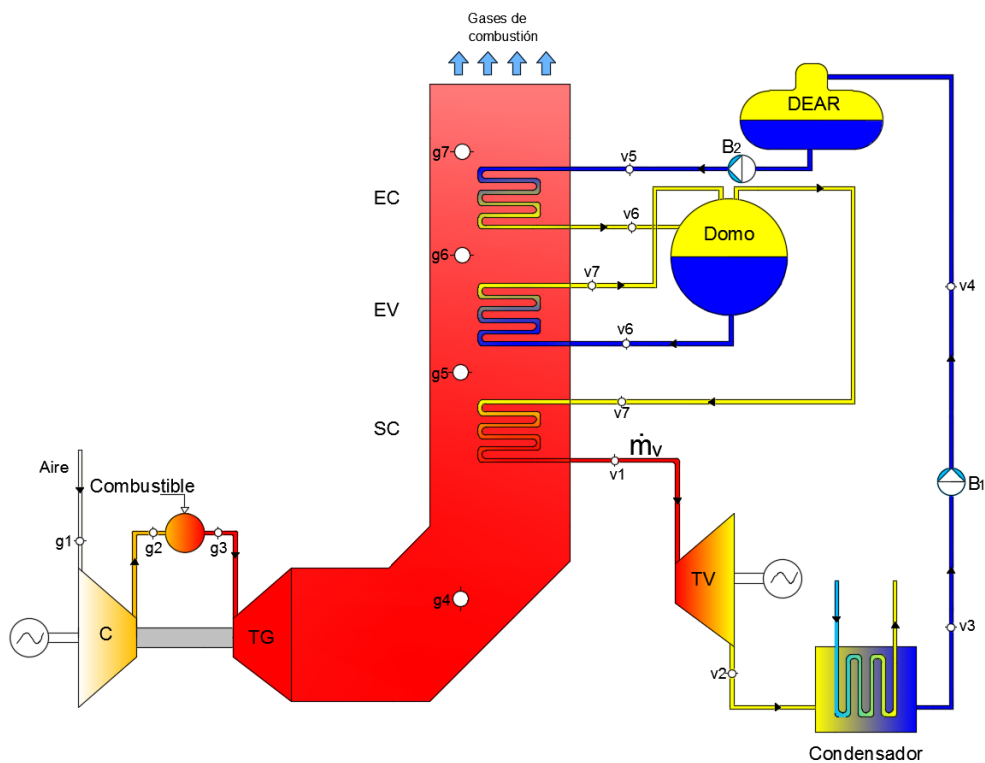 Gases de
combustión
DEAR
g7
B2
v5
EC
v6
Domo
g6
v7
EV
v6
v4
g5
v7
SC
ṁv
v1
Aire
Combustible
B1
g1
g2
g3
TV
g4
C
TG
v3
v2
Condensador